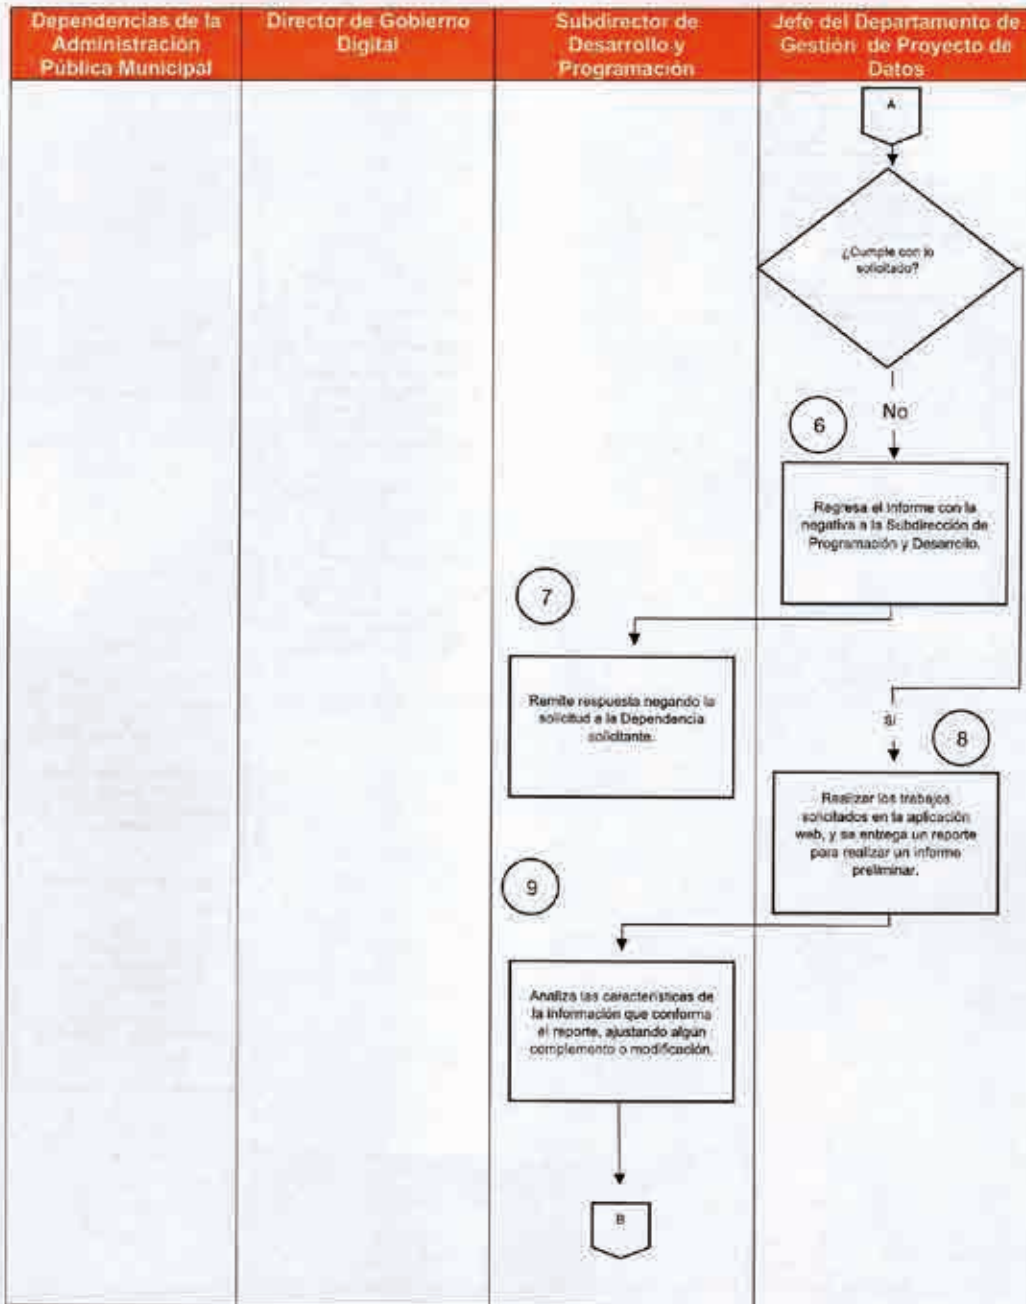 Dependencias de la
Administración
Pública Municipal
Director de Gobierno
Digital
Subdirector de
Desarrollo y
Programación
Jefe del Departamento de
Gestión de Proyecto de
Datos
A
¿Cumple con lo
solicitado?
No
6
Regresa el Informe con la
negativa a la Subdirección de
Programación y Desarrollo.
7
Remite respuesta negando la
solicitud a la Dependencia
solicitante.
si
8
Realizar los trabajos
solicitados en la aplicación
web, y se entrega un reporte
para realizar un informe
preliminar.
9
Analiza las características de
la información que conforma
el reporte, ajustando algún
complemento o modificación.
B